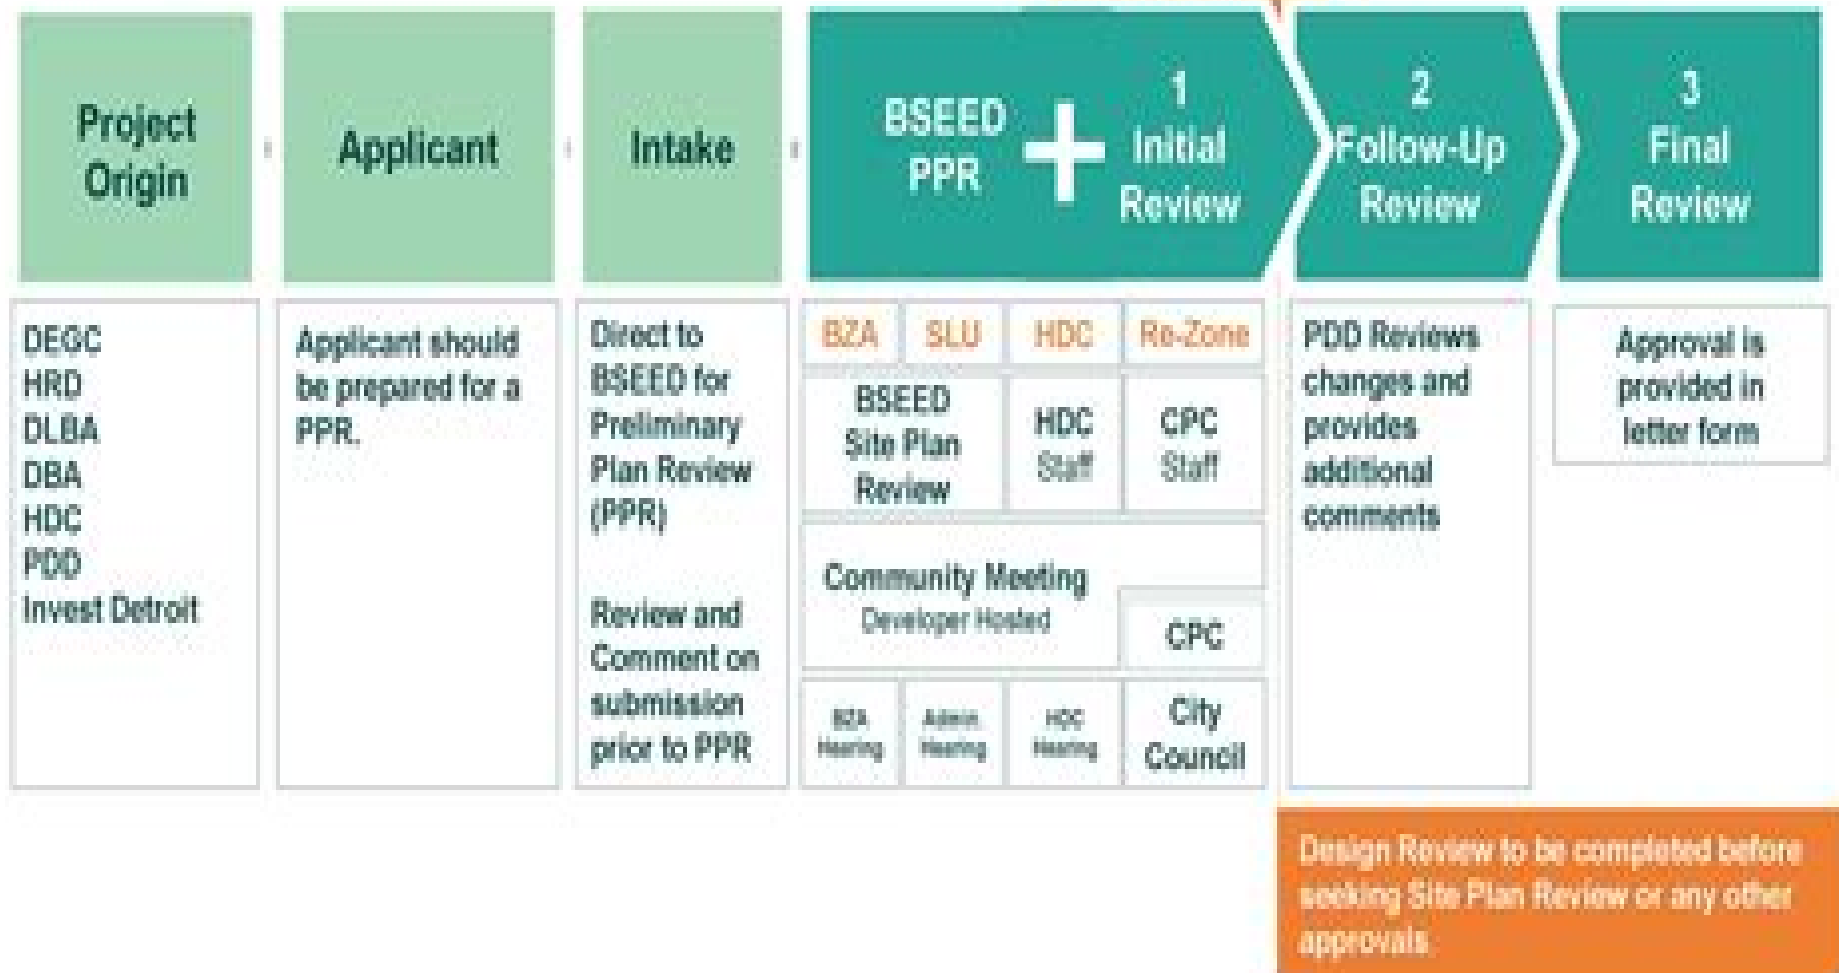 Project
Origin
Applicant
Intake
BSEED
PPR
+
1
Initial
Review
2
Follow-Up
Review
3
Final
Review
DEGC
HRD
DLBA
DBA
HDC
PDD
Invest Detroit
Applicant should
be prepared for a
PPR.
Direct to
BSEED for
Preliminary
Plan Review
(PPR)
Review and
Comment on
submission
prior to PPR
BZA
SLU
HDC
Re-Zone
BSEED
Site Plan
Review
HDC
Staff
CPC
Staff
Community Meeting
Developer Hosted
CPC
BZA
Hearing
Admin.
Hearing
HDC
Hearing
City
Council
PDD Reviews
changes and
provides
additional
comments
Approval is
provided in
letter form
Design Review to be completed before
seeking Site Plan Review or any other
approvals.